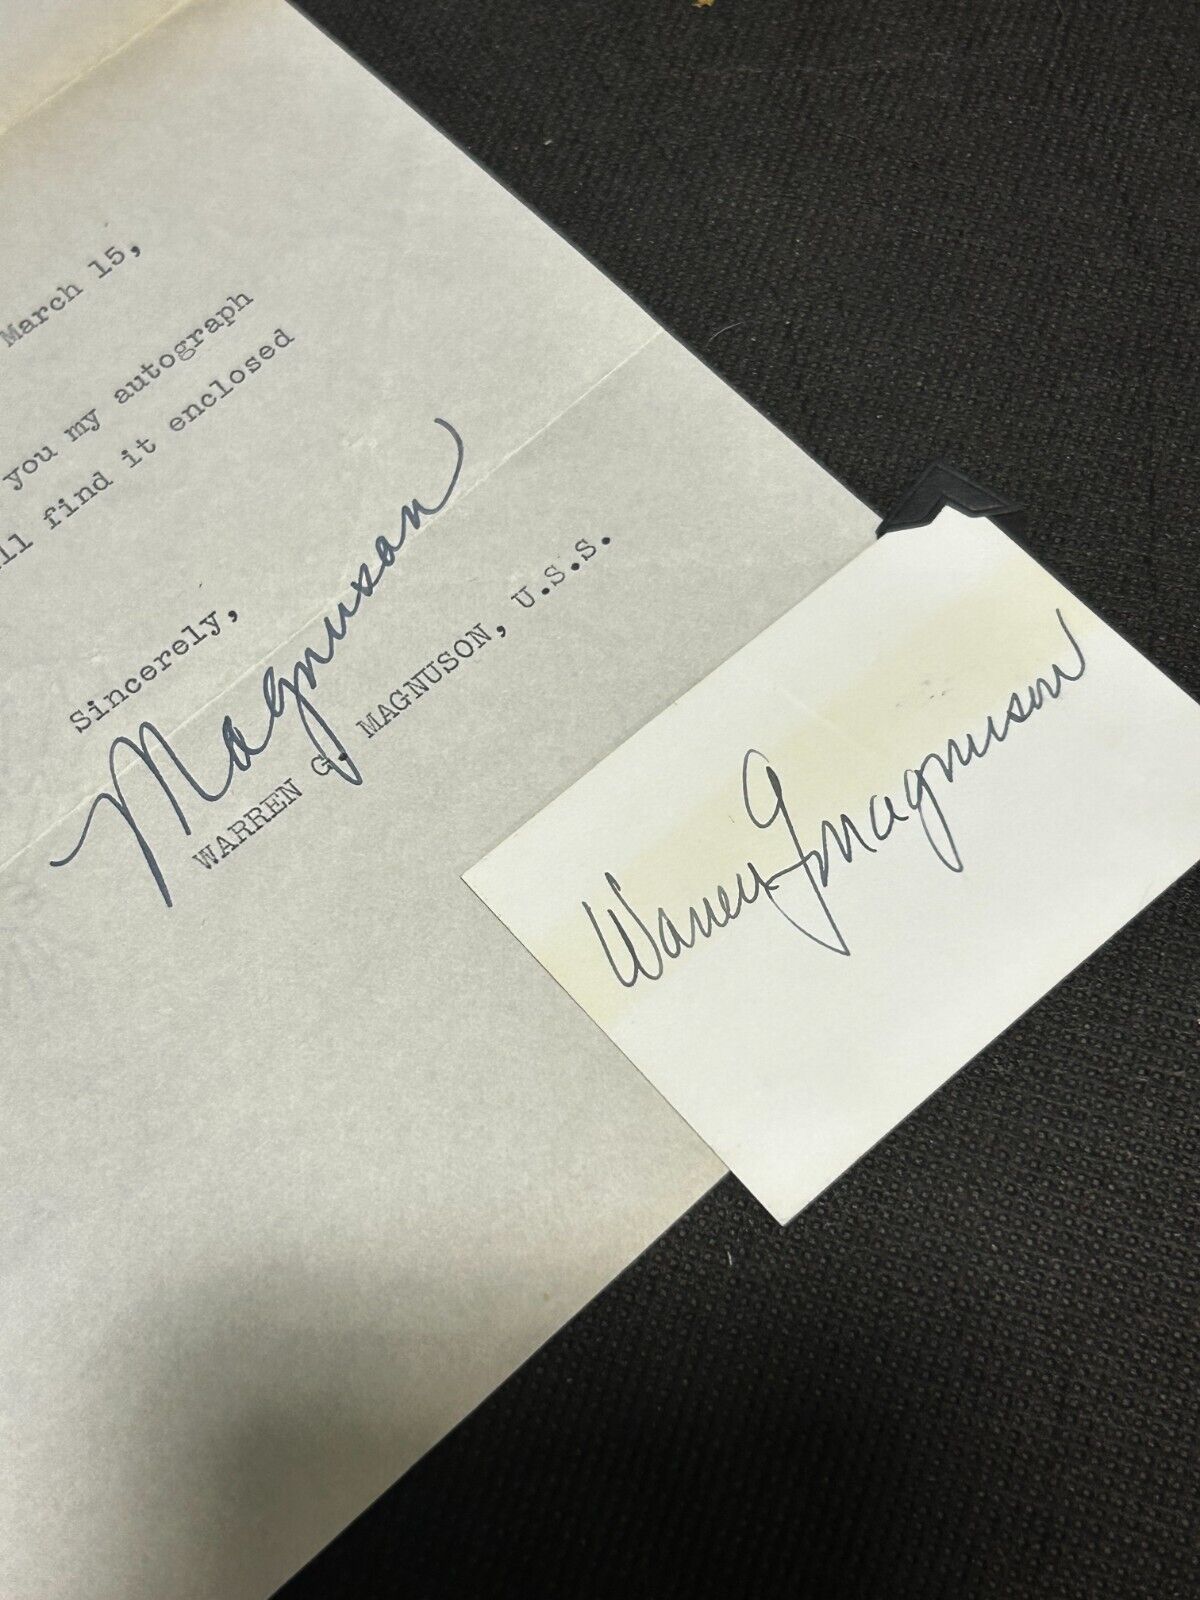 March 15,
you my autograph
ll find it enclosed
Sincerely,
Magnuson
WARREN G. MAGNUSON, U.S.S.
Warren G Magnuson